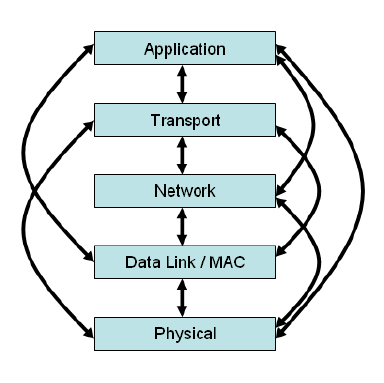 Application
Transport
Network
Data Link / MAC
Physical